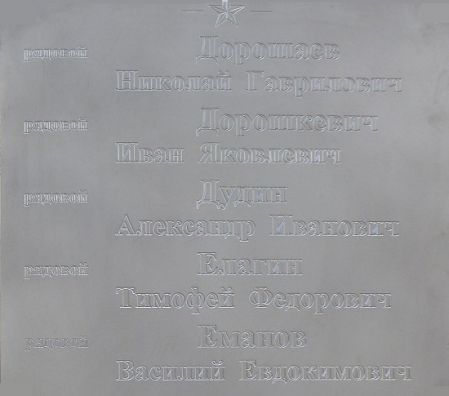 рядовой Дорошаев
Николай Гаврилович
рядовой Дорошкевич
Иван Яковлевич
рядовой Дудин
Александр Иванович
рядовой Елагин
Тимофей Федорович
рядовой Еманов
Василий Евдокимович